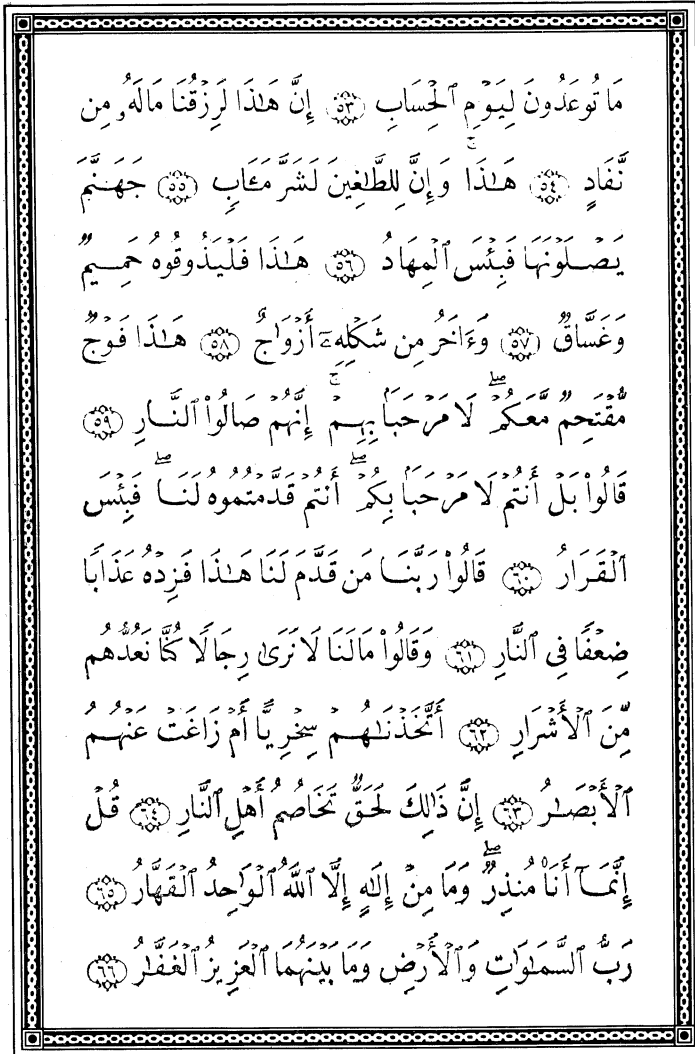 مَا تُوعَدُونَ لِيَوْمِ ٱلْحِسَابِ ٥٣ إِنَّ هَـٰذَا لَرِزْقُنَا مَالَهُۥ مِن
نَّفَادٍ ٥٤ هَـٰذَاۚ وَإِنَّ لِلطَّـٰغِينَ لَشَرَّ مَـَٔابٍ ٥٥ جَهَنَّمَ
يَصْلَوْنَهَا فَبِئْسَ ٱلْمِهَادُ ٥٦ هَـٰذَا فَلْيَذُوقُوهُ حَمِيمٌ
وَغَسَّاقٌ ٥٧ وَءَاخَرُ مِن شَكْلِهِۦٓ أَزْوَٰجٌ ٥٨ هَـٰذَا فَوْجٌ
مُّقْتَحِمٌ مَّعَكُمْۖ لَا مَرْحَبًۢا بِهِمْۚ إِنَّهُمْ صَالُوا۟ ٱلنَّارِ ٥٩
قَالُوا۟ بَلْ أَنتُمْ لَا مَرْحَبًۢا بِكُمْۖ أَنتُمْ قَدَّمْتُمُوهُ لَنَاۖ فَبِئْسَ
ٱلْقَرَارُ ٦٠ قَالُوا۟ رَبَّنَا مَن قَدَّمَ لَنَا هَـٰذَا فَزِدْهُ عَذَابًا
ضِعْفًا فِى ٱلنَّارِ ٦١ وَقَالُوا۟ مَالَنَا لَا نَرَىٰ رِجَالًا كُنَّا نَعُدُّهُم
مِّنَ ٱلْأَشْرَارِ ٦٢ أَتَّخَذْنَـٰهُمْ سِخْرِيًّا أَمْ زَاغَتْ عَنْهُمُ
ٱلْأَبْصَـٰرُ ٦٣ إِنَّ ذَٰلِكَ لَحَقٌّ تَخَاصُمُ أَهْلِ ٱلنَّارِ ٦٤ قُلْ
إِنَّمَآ أَنَا۠ مُنذِرٌۖ وَمَا مِنْ إِلَـٰهٍ إِلَّا ٱللَّهُ ٱلْوَٰحِدُ ٱلْقَهَّارُ ٦٥
رَبُّ ٱلسَّمَـٰوَٰتِ وَٱلْأَرْضِ وَمَا بَيْنَهُمَا ٱلْعَزِيزُ ٱلْغَفَّـٰرُ ٦٦